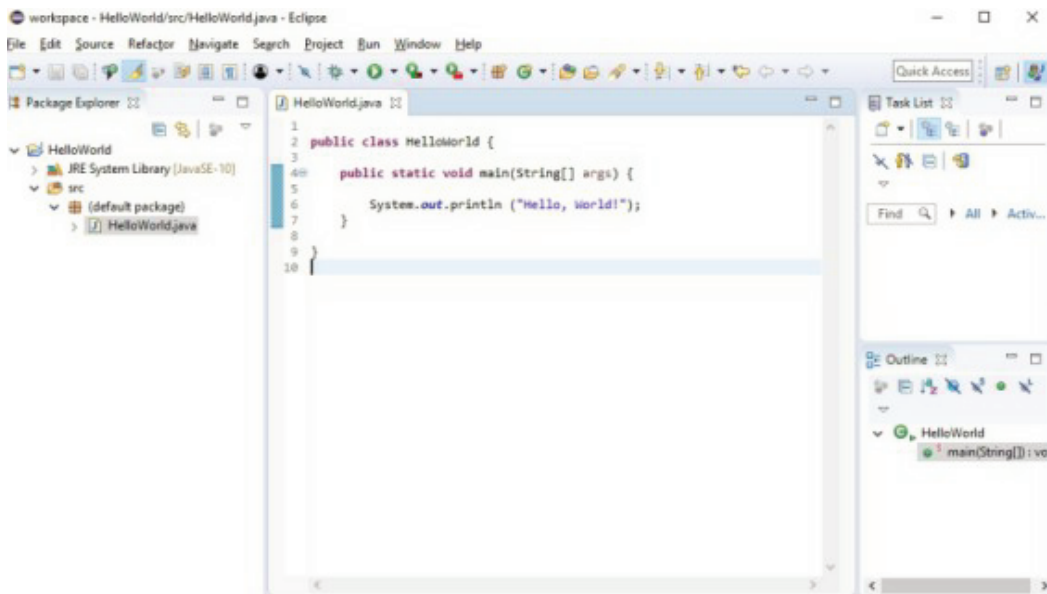 workspace - HelloWorld/src/HelloWorld.java - Eclipse
File Edit Source Refactor Navigate Search Project Run Window Help
Quick Access
Package Explorer
HelloWorld
JRE System Library [JavaSE-10]
src
(default package)
HelloWorld.java
HelloWorld.java
1
2 public class HelloWorld {
3
4 public static void main(String[] args) {
5
6 System.out.println ("Hello, World!");
7 }
8
9 }
10
Task List
Find All Activ...
Outline
HelloWorld
main(String[]) : vo